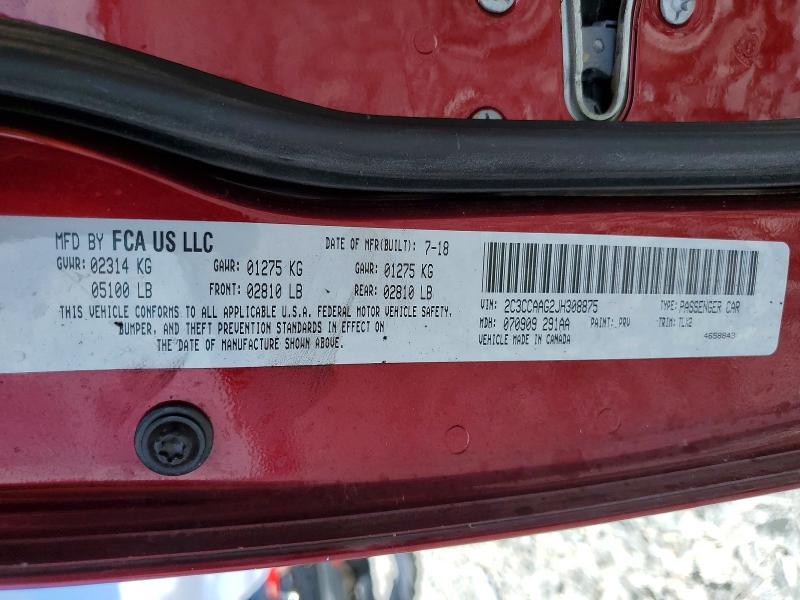 MFD BY FCA US LLC DATE OF MFR(BUILT): 7-18
GVWR: 02314 KG GAWR: 01275 KG GAWR: 01275 KG
05100 LB FRONT: 02810 LB REAR: 02810 LB
THIS VEHICLE CONFORMS TO ALL APPLICABLE U.S.A. FEDERAL MOTOR VEHICLE SAFETY,
BUMPER, AND THEFT PREVENTION STANDARDS IN EFFECT ON
THE DATE OF MANUFACTURE SHOWN ABOVE.
VIN: 2C3CCAAG2JH308875 TYPE: PASSENGER CAR
MDH: 070909 291AA PAINT: PRV TRIM: TLX2
VEHICLE MADE IN CANADA 4658843